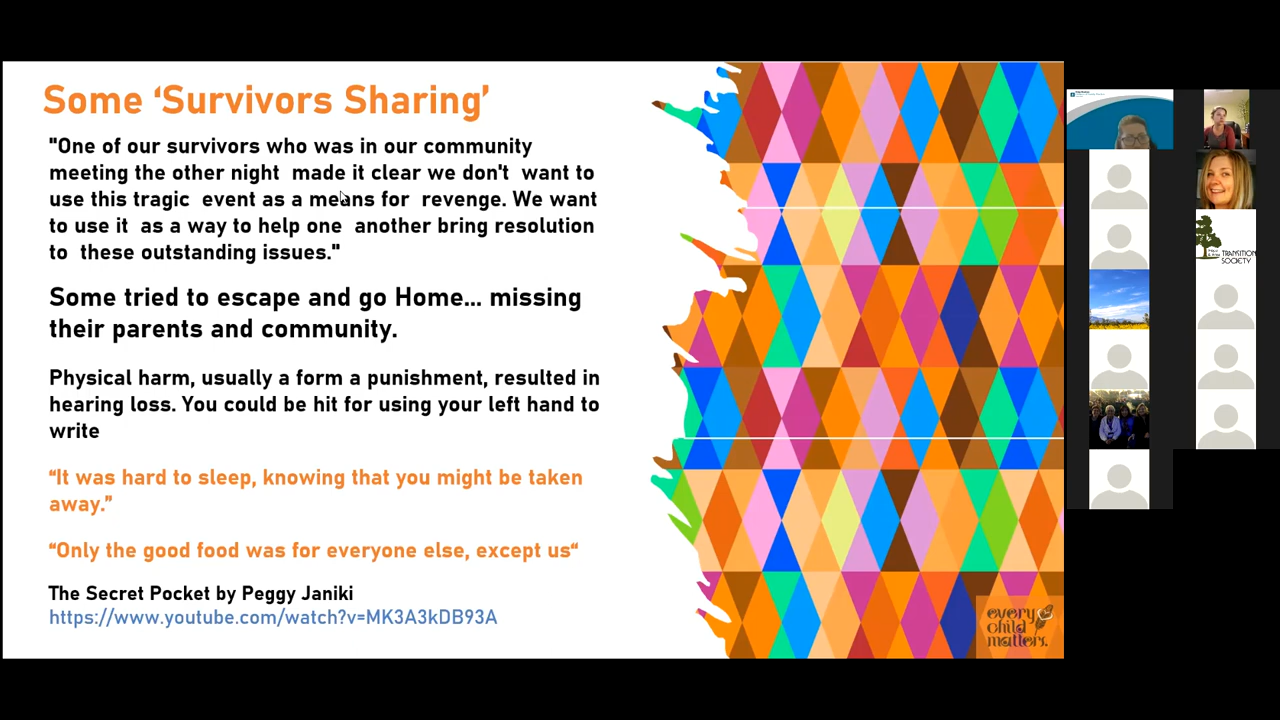 Some ‘Survivors Sharing’
"One of our survivors who was in our community
meeting the other night made it clear we don't want to
use this tragic event as a means for revenge. We want
to use it as a way to help one another bring resolution
to these outstanding issues."
Some tried to escape and go Home... missing
their parents and community.
Physical harm, usually a form a punishment, resulted in
hearing loss. You could be hit for using your left hand to
write
“It was hard to sleep, knowing that you might be taken
away.”
“Only the good food was for everyone else, except us“
The Secret Pocket by Peggy Janiki
https://www.youtube.com/watch?v=MK3A3kDB93A
every
child
matters.
TRANSITION
SOCIETY